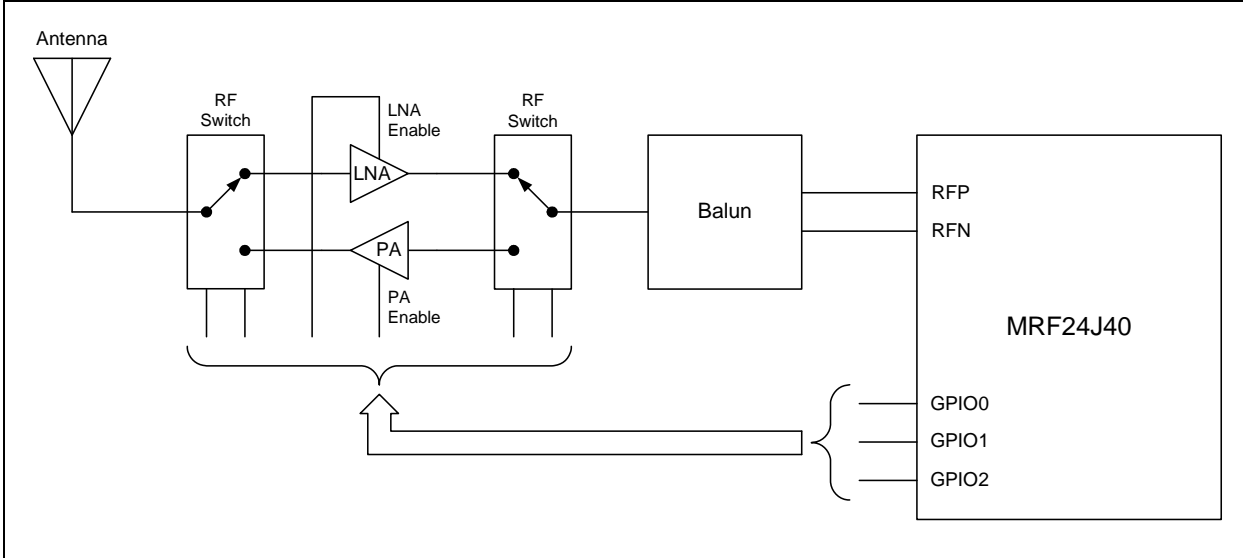 Antenna
RF
Switch
LNA
Enable
RF
Switch
LNA
PA
PA
Enable
Balun
RFP
RFN
MRF24J40
GPIO0
GPIO1
GPIO2